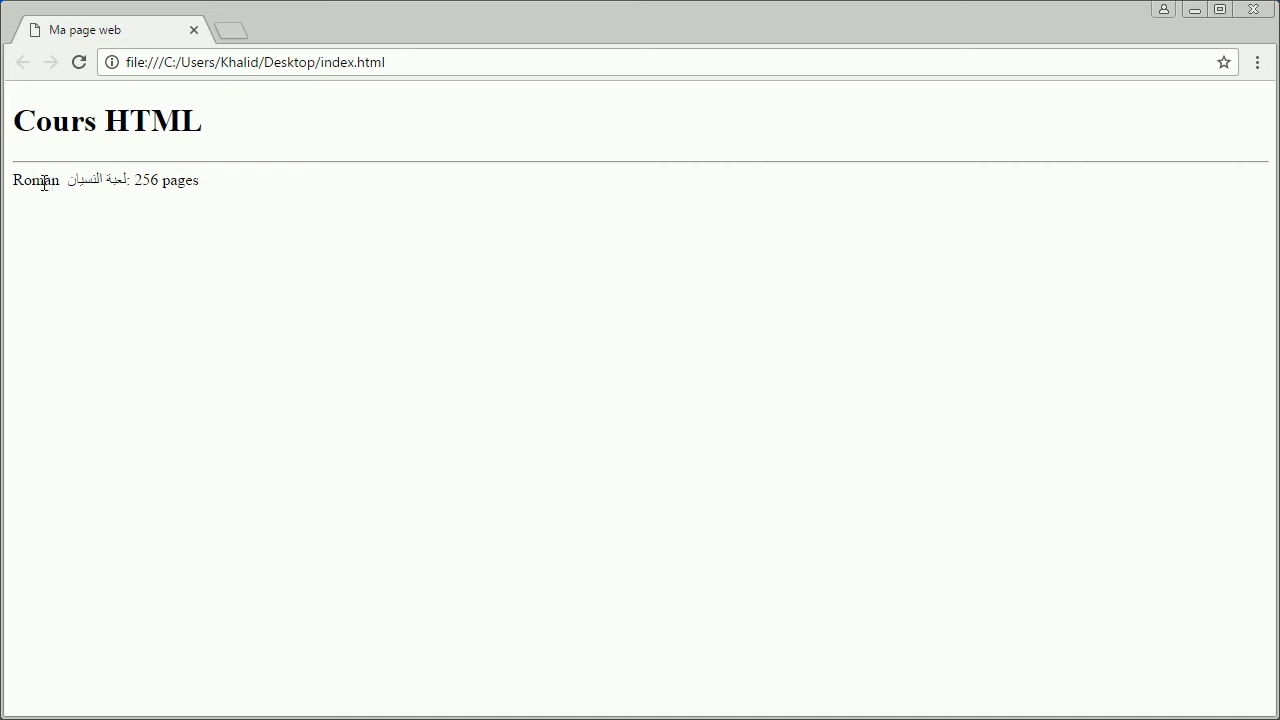 Ma page web
file:///C:/Users/Khalid/Desktop/index.html
Cours HTML
Roman لعبة النسيان: 256 pages